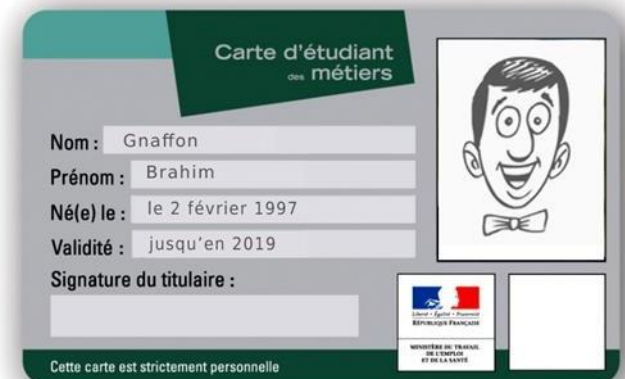 Carte d'étudiant
des métiers
Nom : Gnaffon
Prénom : Brahim
Né(e) le : le 2 février 1997
Validité : jusqu'en 2019
Signature du titulaire :
Liberté • Égalité • Fraternité
RÉPUBLIQUE FRANÇAISE
MINISTÈRE DU TRAVAIL
DE L'EMPLOI
ET DE LA SANTÉ
Cette carte est strictement personnelle